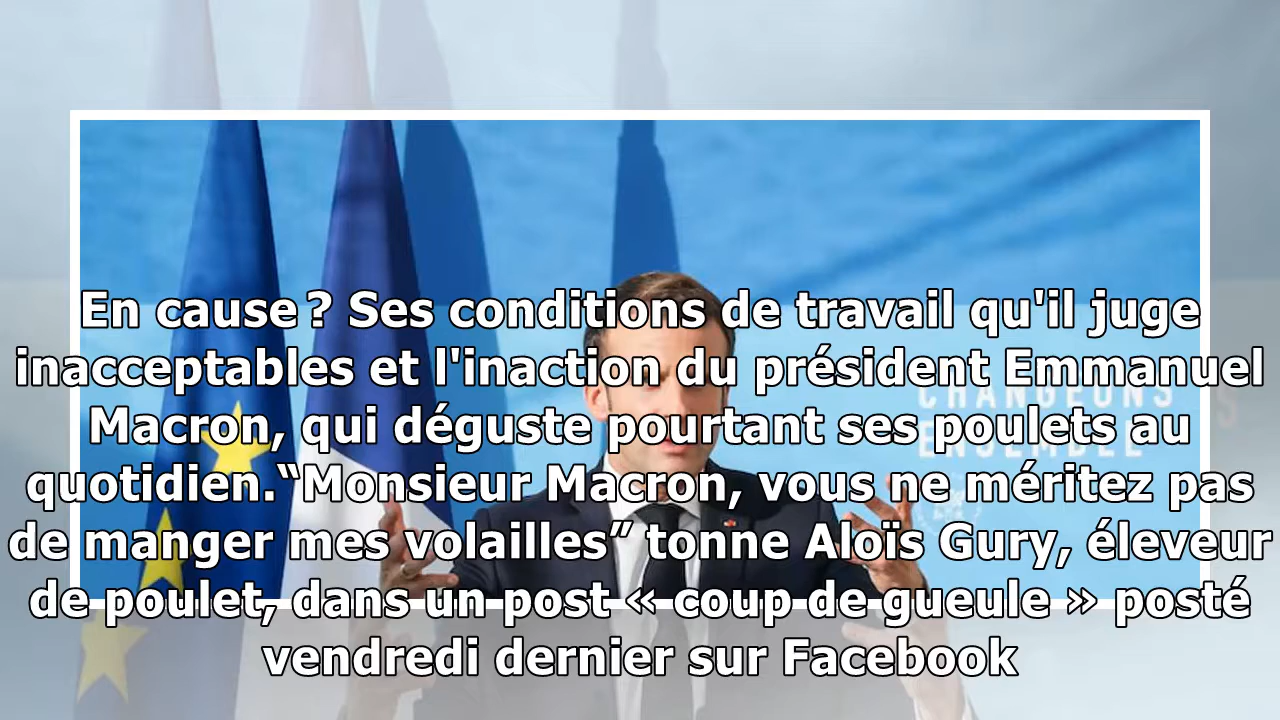 En cause ? Ses conditions de travail qu'il juge
inacceptables et l'inaction du président Emmanuel
Macron, qui déguste pourtant ses poulets au
quotidien.“Monsieur Macron, vous ne méritez pas
de manger mes volailles” tonne Aloïs Gury, éleveur
de poulet, dans un post « coup de gueule » posté
vendredi dernier sur Facebook
CHANGEONS
ENSEMBLE